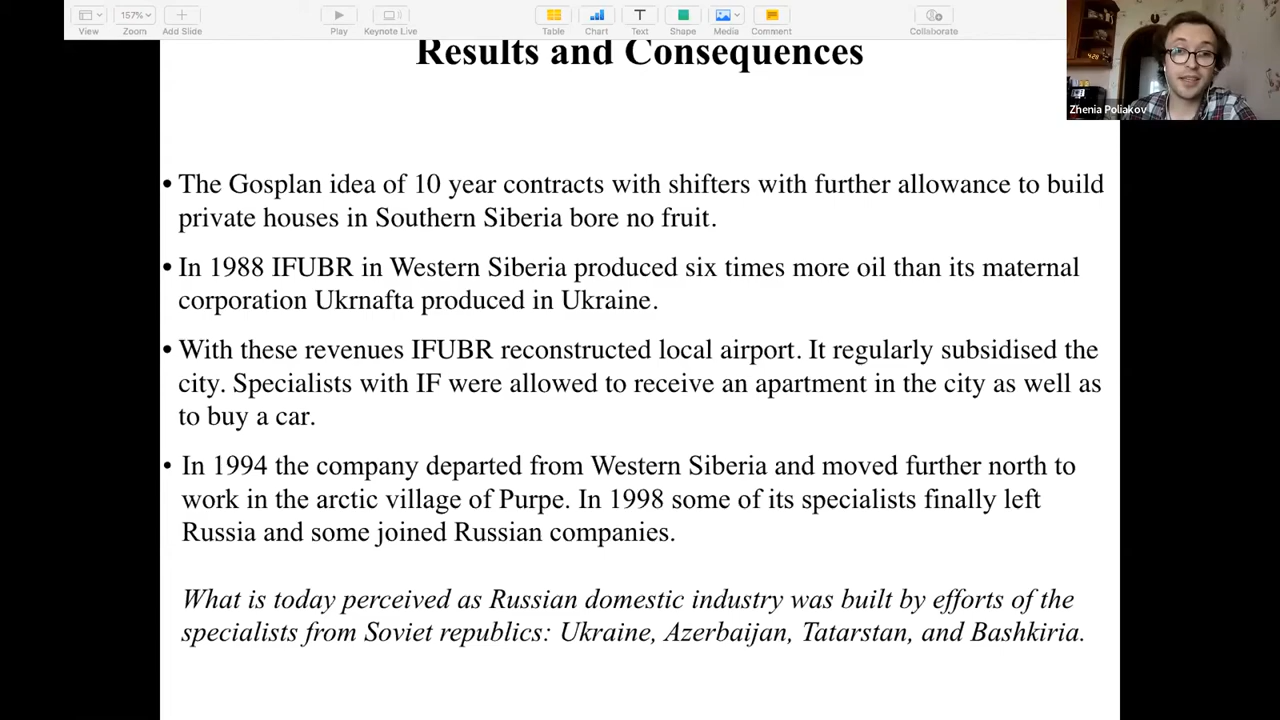 View
157%
Zoom
Add Slide
Play
Keynote Live
Table
Chart
Text
Shape
Media
Comment
Collaborate
Zhenia Poliakov
Results and Consequences
• The Gosplan idea of 10 year contracts with shifters with further allowance to build
private houses in Southern Siberia bore no fruit.
• In 1988 IFUBR in Western Siberia produced six times more oil than its maternal
corporation Ukrnafta produced in Ukraine.
• With these revenues IFUBR reconstructed local airport. It regularly subsidised the
city. Specialists with IF were allowed to receive an apartment in the city as well as
to buy a car.
• In 1994 the company departed from Western Siberia and moved further north to
work in the arctic village of Purpe. In 1998 some of its specialists finally left
Russia and some joined Russian companies.
What is today perceived as Russian domestic industry was built by efforts of the
specialists from Soviet republics: Ukraine, Azerbaijan, Tatarstan, and Bashkiria.